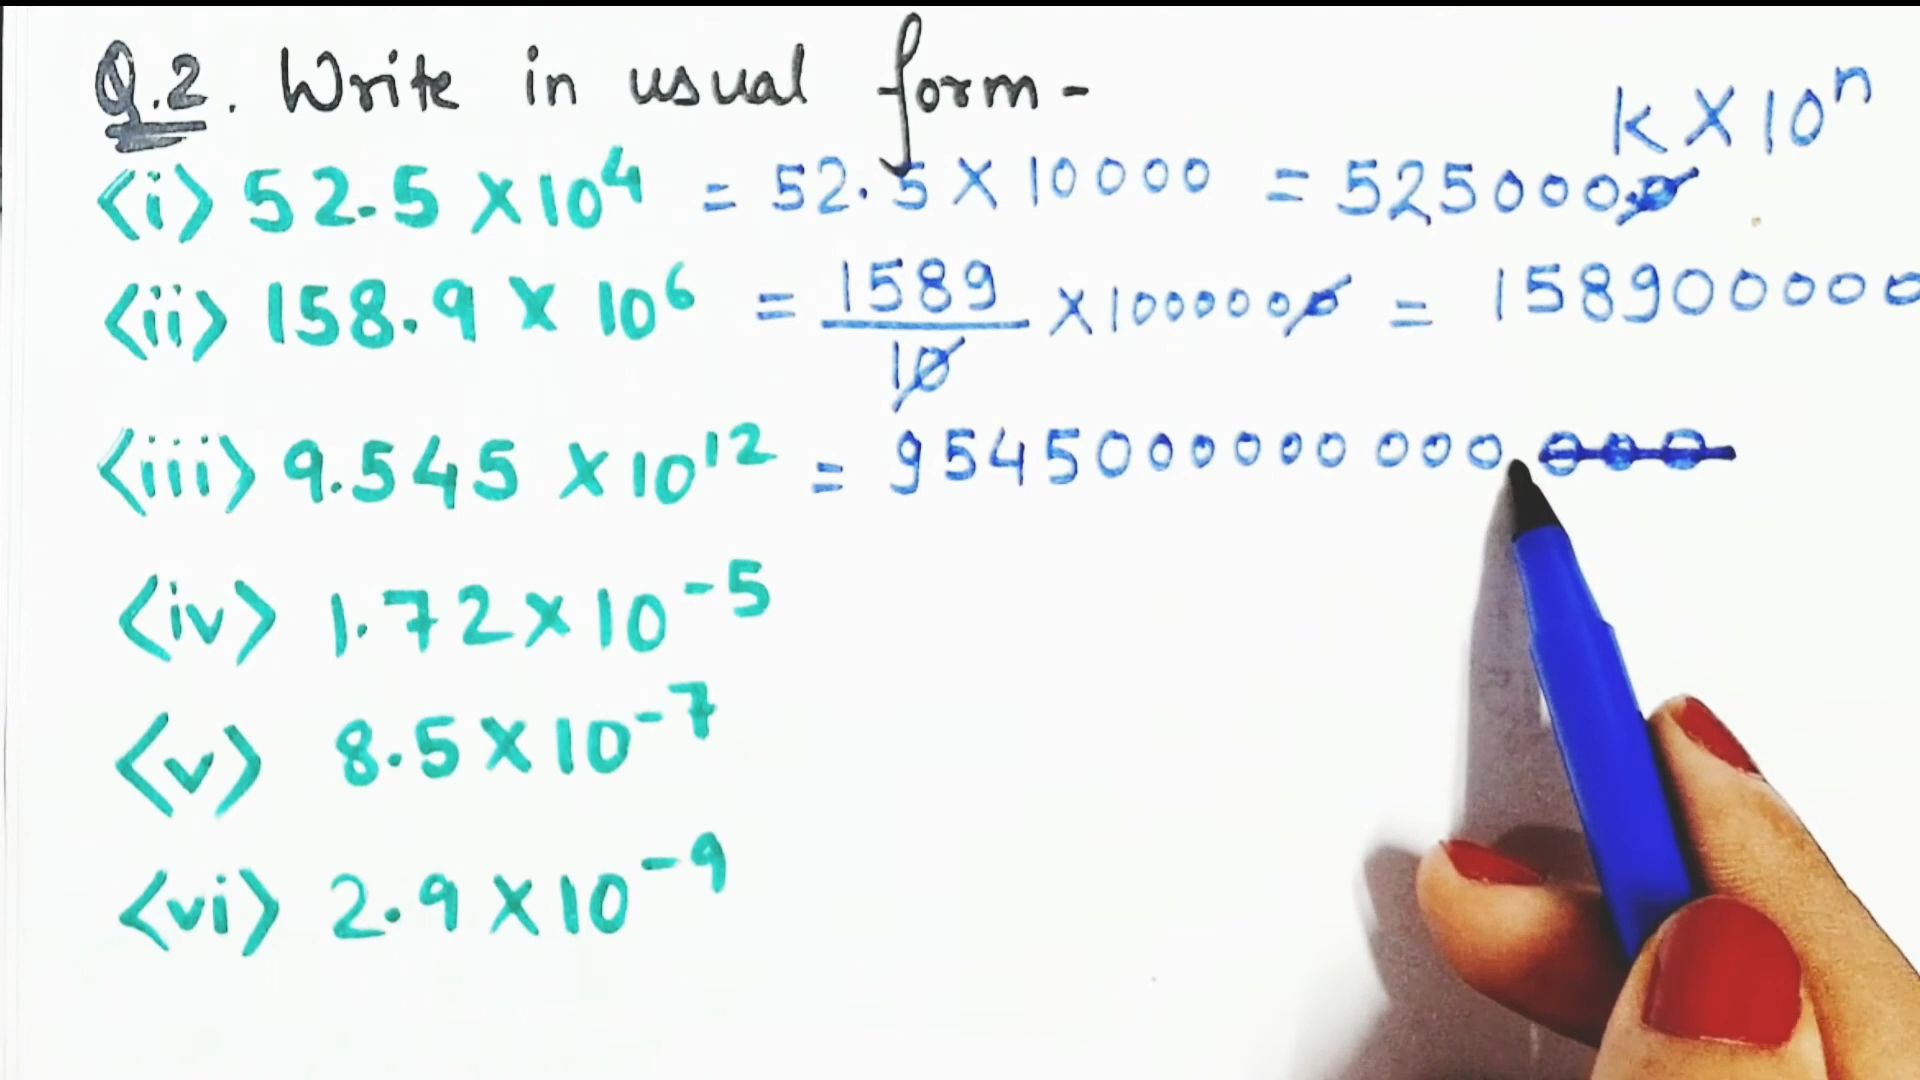 Q.2. Write in usual form-
K×10ⁿ
<i> 52.5×10⁴ = 52.5×10000 = 525000.0
<ii> 158.9×10⁶ = 1589/10 ×1000000 = 158900000
<iii> 9.545×10¹² = 9545000000000.000
<iv> 1.72×10⁻⁵
<v> 8.5×10⁻⁷
<vi> 2.9×10⁻⁹